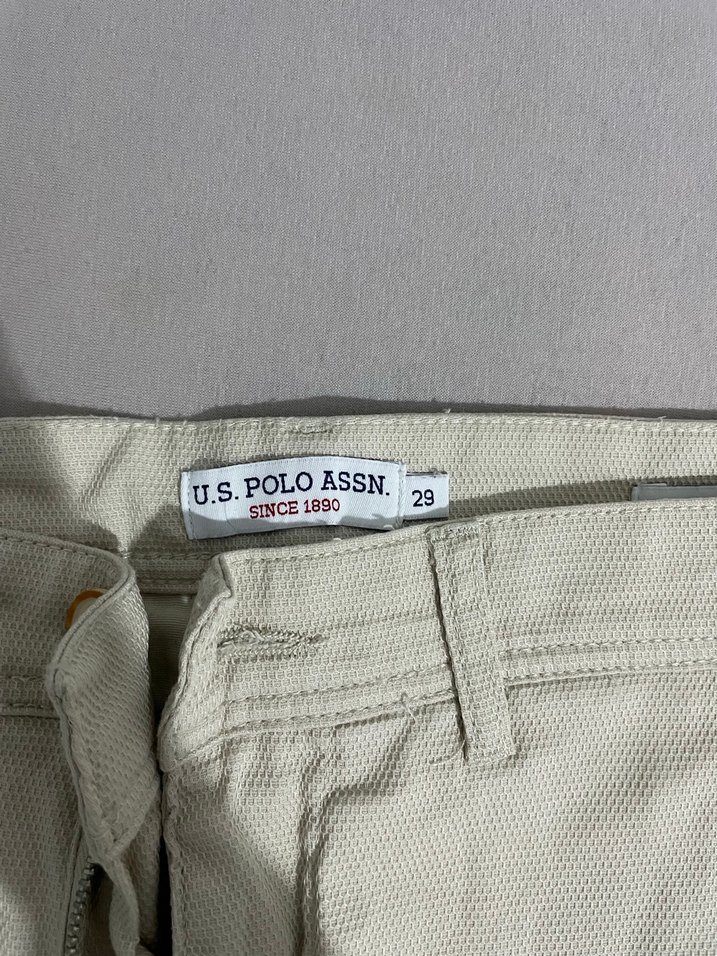 U.S. POLO ASSN.
SINCE 1890
29